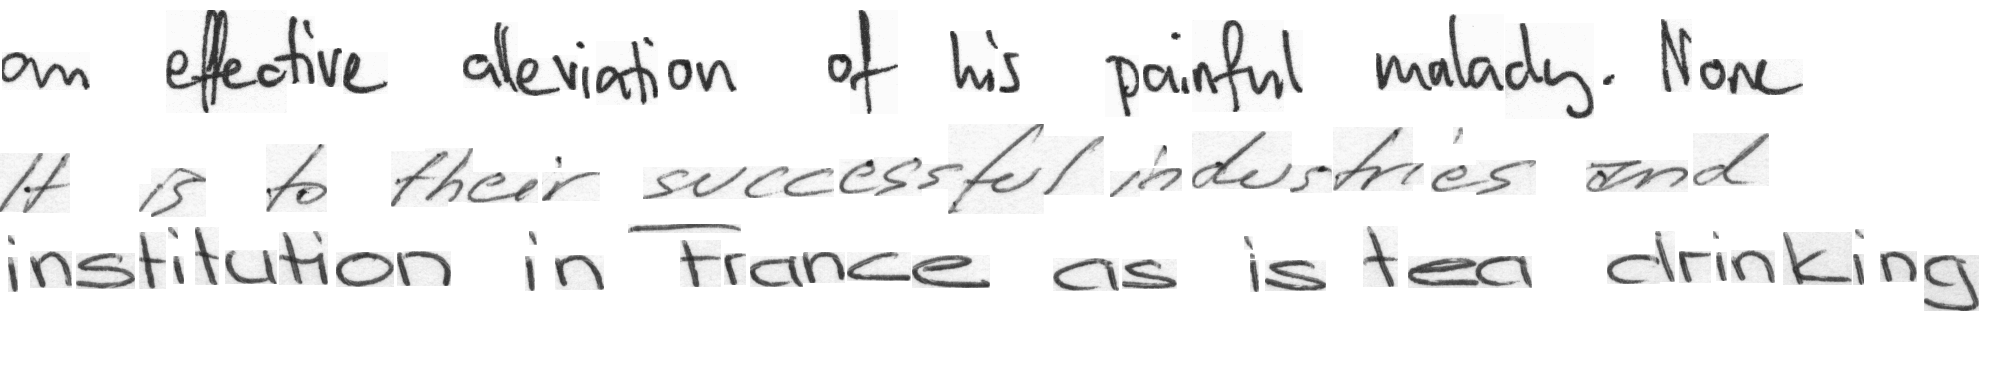 an effective alleviation of his painful malady. None
It is to their successful industries and
institution in France as is tea drinking